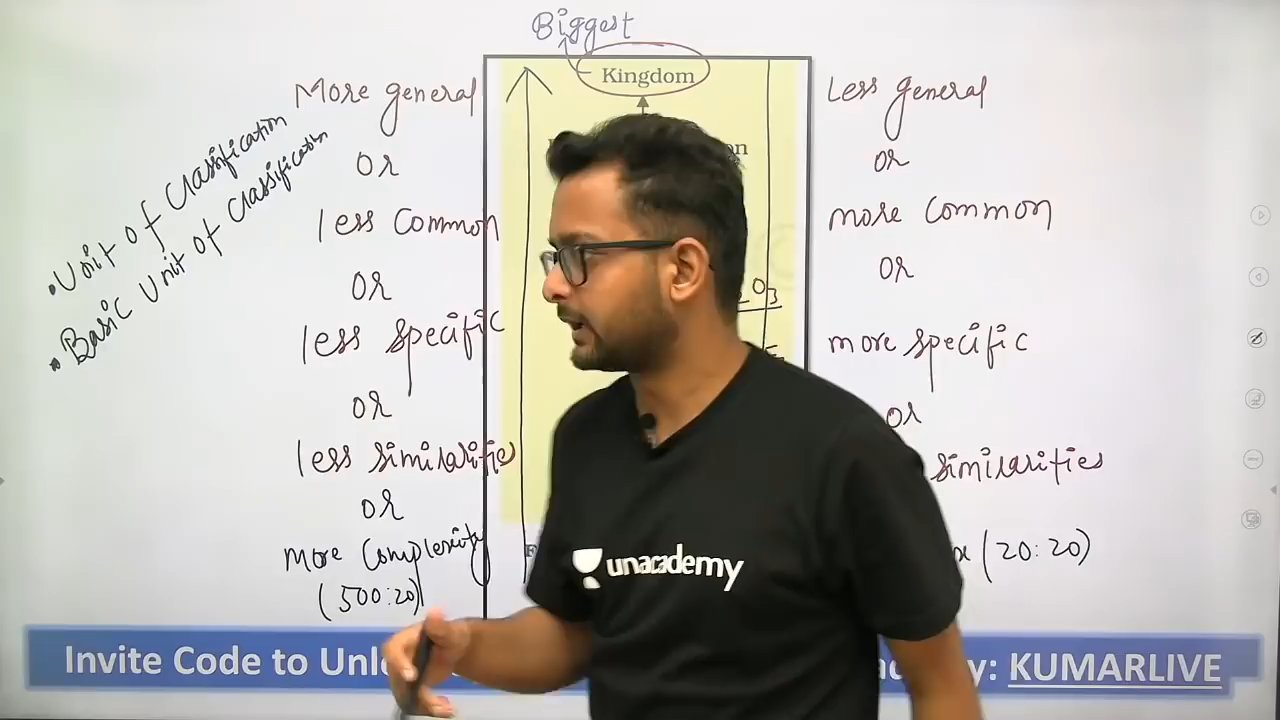 Biggest
Kingdom
More general
or
less common
or
less specific
or
less similarities
or
More Complexity
(500:20)
• Unit of Classification
• Basic Unit of Classification
Less general
or
more common
or
more specific
or
similarities
(20:20)
unacademy
Invite Code to
y: KUMARLIVE